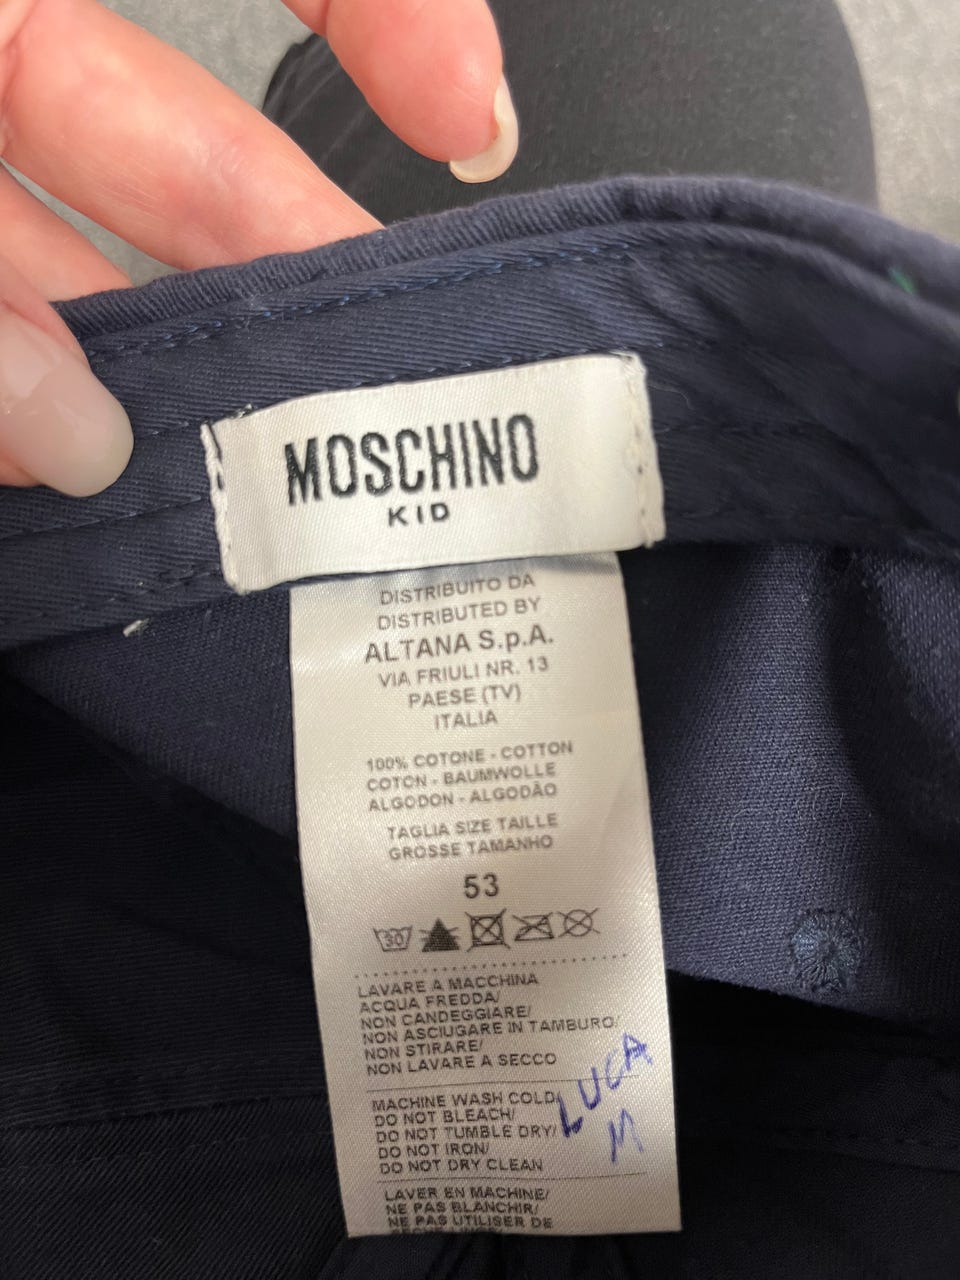 MOSCHINO
KID
DISTRIBUITO DA
DISTRIBUTED BY
ALTANA S.p.A.
VIA FRIULI NR. 13
PAESE (TV)
ITALIA
100% COTONE - COTTON
COTON - BAUMWOLLE
ALGODON - ALGODÃO
TAGLIA SIZE TAILLE
GROSSE TAMANHO
53
30
LAVARE A MACCHINA
ACQUA FREDDA/
NON CANDEGGIARE/
NON ASCIUGARE IN TAMBURO/
NON STIRARE/
NON LAVARE A SECCO
MACHINE WASH COLD/
DO NOT BLEACH/
DO NOT TUMBLE DRY/
DO NOT IRON/
DO NOT DRY CLEAN
LUCA
M
LAVER EN MACHINE/
NE PAS BLANCHIR/
NE PAS UTILISER DE